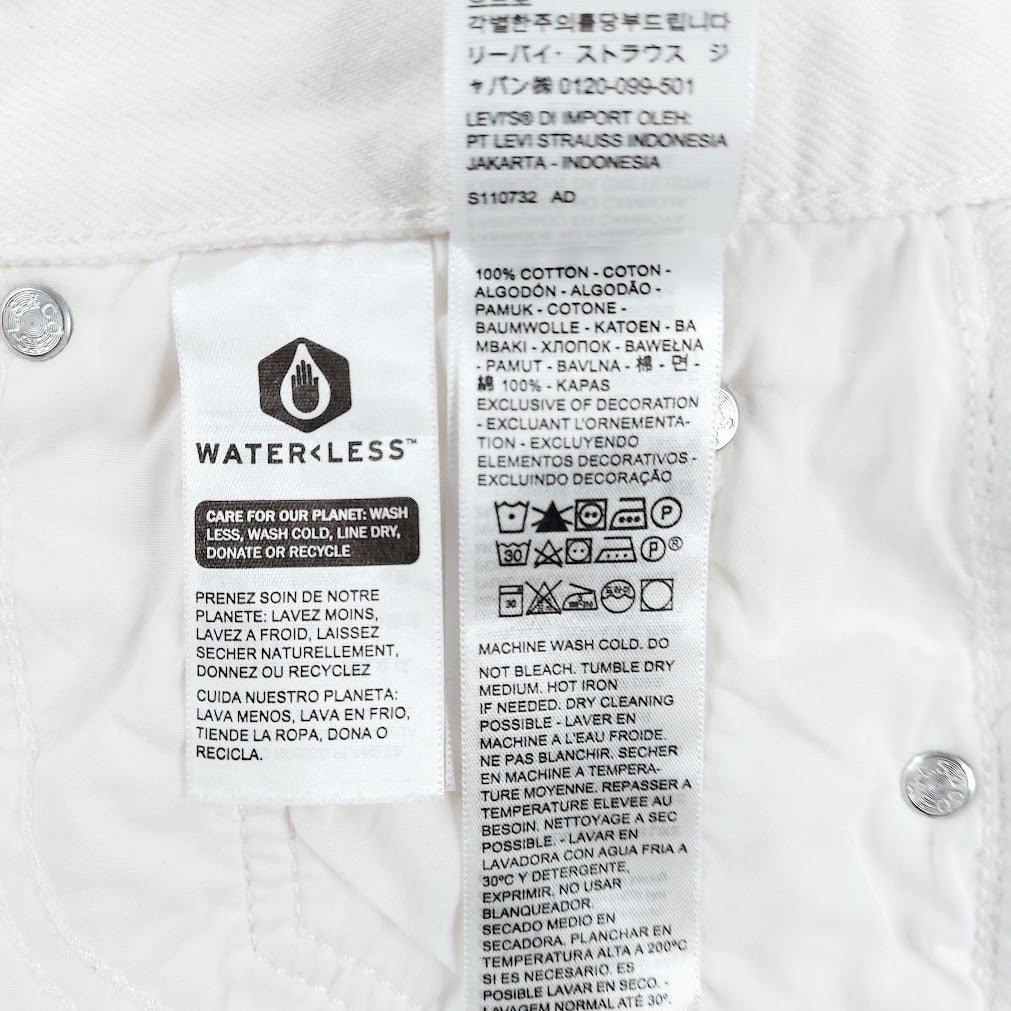 각별한주의를당부드립니다
リーバイ・ストラウス ジ
ャパン㈱ 0120-099-501
LEVI'S® DI IMPORT OLEH:
PT LEVI STRAUSS INDONESIA
JAKARTA - INDONESIA
S110732 AD
WATER<LESS™
CARE FOR OUR PLANET: WASH
LESS, WASH COLD, LINE DRY,
DONATE OR RECYCLE
PRENEZ SOIN DE NOTRE
PLANETE: LAVEZ MOINS,
LAVEZ A FROID, LAISSEZ
SECHER NATURELLEMENT,
DONNEZ OU RECYCLEZ
CUIDA NUESTRO PLANETA:
LAVA MENOS, LAVA EN FRIO,
TIENDE LA ROPA, DONA O
RECICLA.
100% COTTON - COTON -
ALGODÓN - ALGODÃO -
PAMUK - COTONE -
BAUMWOLLE - KATOEN - BA
MBAKI - ХЛОПОК - BAWEŁNA
- PAMUT - BAVLNA - 棉 - 면 -
綿 100% - KAPAS
EXCLUSIVE OF DECORATION
- EXCLUANT L'ORNEMENTA-
TION - EXCLUYENDO
ELEMENTOS DECORATIVOS -
EXCLUINDO DECORAÇÃO
P
30 P®
30 드라이
MACHINE WASH COLD. DO
NOT BLEACH. TUMBLE DRY
MEDIUM. HOT IRON
IF NEEDED. DRY CLEANING
POSSIBLE - LAVER EN
MACHINE A L'EAU FROIDE.
NE PAS BLANCHIR. SECHER
EN MACHINE A TEMPERA-
TURE MOYENNE. REPASSER A
TEMPERATURE ELEVEE AU
BESOIN. NETTOYAGE A SEC
POSSIBLE. - LAVAR EN
LAVADORA CON AGUA FRIA A
30ºC Y DETERGENTE,
EXPRIMIR. NO USAR
BLANQUEADOR.
SECADO MEDIO EN
SECADORA. PLANCHAR EN
TEMPERATURA ALTA A 200ºC
SI ES NECESARIO. ES
POSIBLE LAVAR EN SECO. -
LAVAGEM NORMAL ATÉ 30º.